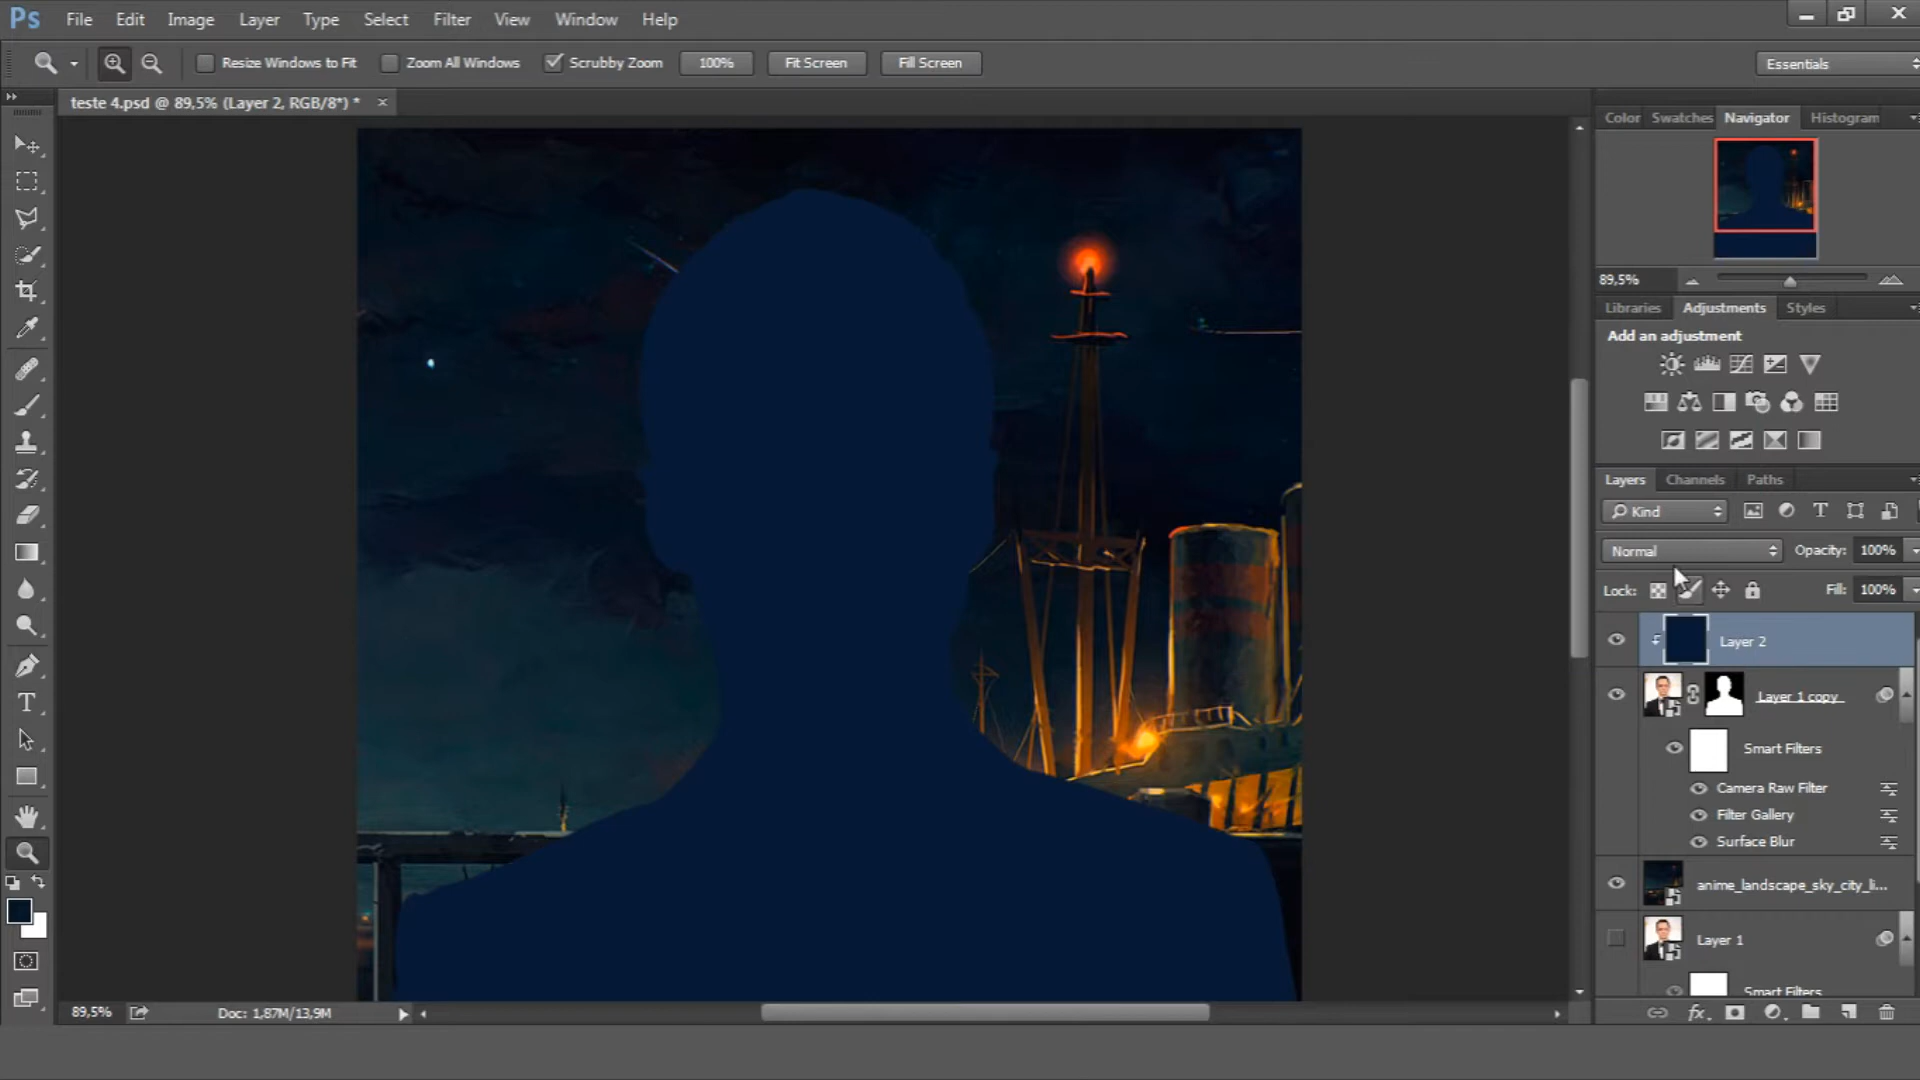 Ps File Edit Image Layer Type Select Filter View Window Help
Resize Windows to Fit Zoom All Windows Scrubby Zoom 100% Fit Screen Fill Screen Essentials
teste 4.psd @ 89,5% (Layer 2, RGB/8*) * ×
Color Swatches Navigator Histogram
89,5%
Libraries Adjustments Styles
Add an adjustment
Layers Channels Paths
Kind
Normal Opacity: 100%
Lock: Fill: 100%
Layer 2
Layer 1 copy
Smart Filters
Camera Raw Filter
Filter Gallery
Surface Blur
anime_landscape_sky_city_li...
Layer 1
Smart Filters
89,5% Doc: 1,87M/13,9M
fx